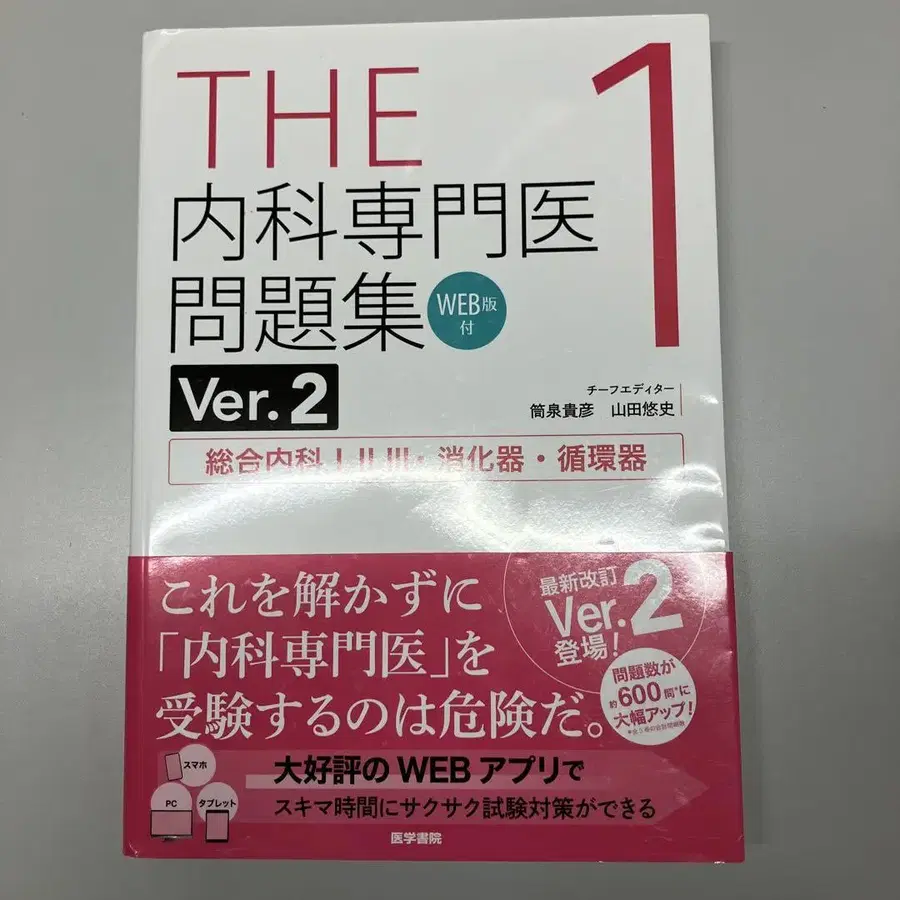 THE
1
内科専門医
問題集
WEB版
付
Ver.2
チーフエディター
筒泉貴彦 山田悠史
総合内科 I II III・消化器・循環器
これを解かずに
「内科専門医」を
受験するのは危険だ。
最新改訂
Ver.2
登場!
問題数が
約600問*に
大幅アップ!
スマホ
PC
タブレット
大好評の WEB アプリで
スキマ時間にサクサク試験対策ができる
医学書院